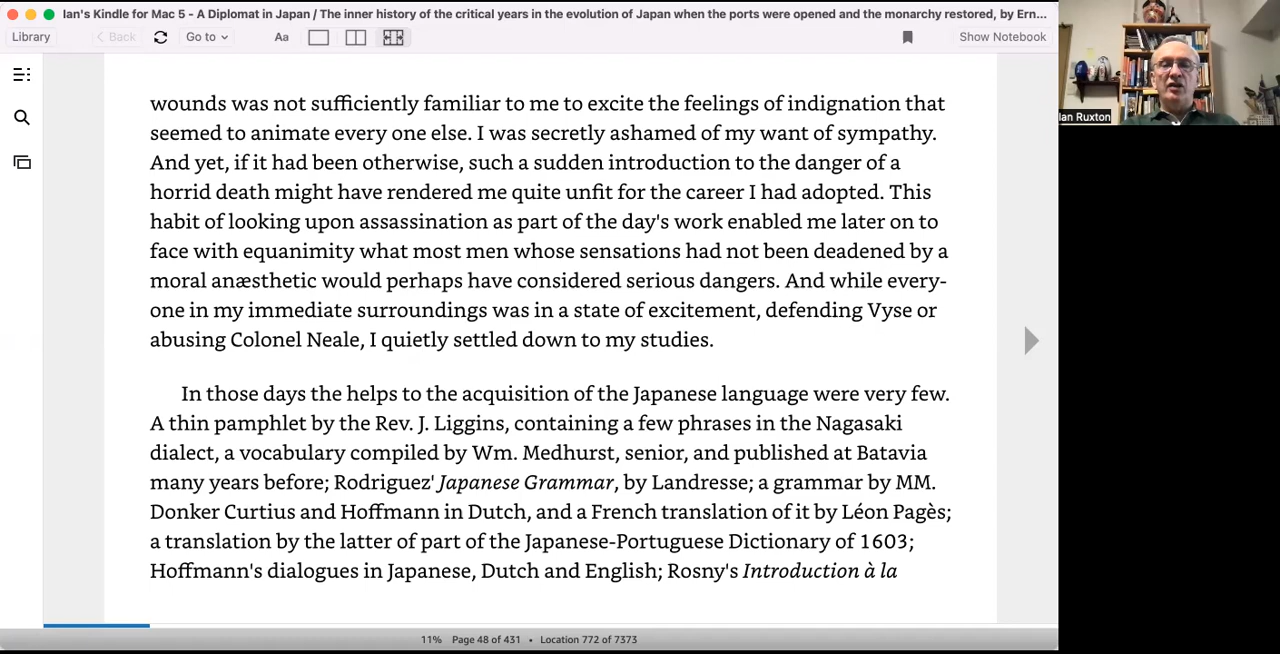 Ian's Kindle for Mac 5 - A Diplomat in Japan / The inner history of the critical years in the evolution of Japan when the ports were opened and the monarchy restored, by Ern...
Library
Back
Go to
Aa
Show Notebook
Ian Ruxton
wounds was not sufficiently familiar to me to excite the feelings of indignation that
seemed to animate every one else. I was secretly ashamed of my want of sympathy.
And yet, if it had been otherwise, such a sudden introduction to the danger of a
horrid death might have rendered me quite unfit for the career I had adopted. This
habit of looking upon assassination as part of the day's work enabled me later on to
face with equanimity what most men whose sensations had not been deadened by a
moral anæsthetic would perhaps have considered serious dangers. And while every-
one in my immediate surroundings was in a state of excitement, defending Vyse or
abusing Colonel Neale, I quietly settled down to my studies.
In those days the helps to the acquisition of the Japanese language were very few.
A thin pamphlet by the Rev. J. Liggins, containing a few phrases in the Nagasaki
dialect, a vocabulary compiled by Wm. Medhurst, senior, and published at Batavia
many years before; Rodriguez' Japanese Grammar, by Landresse; a grammar by MM.
Donker Curtius and Hoffmann in Dutch, and a French translation of it by Léon Pagès;
a translation by the latter of part of the Japanese-Portuguese Dictionary of 1603;
Hoffmann's dialogues in Japanese, Dutch and English; Rosny's Introduction à la
11% Page 48 of 431 • Location 772 of 7373